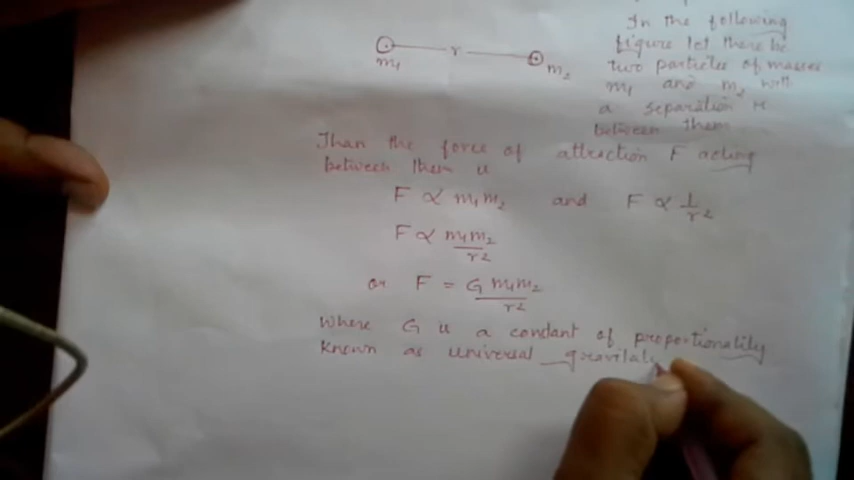 m₁ r m₂
In the following
figure let there be
two particles of masses
m₁ and m₂ with
a separation r
between them
Than the force of attraction F acting
between them is
F ∝ m₁m₂ and F ∝ 1/r²
F ∝ m₁m₂/r²
or F = G m₁m₂/r²
Where G is a constant of proportionality
Known as universal gravitati